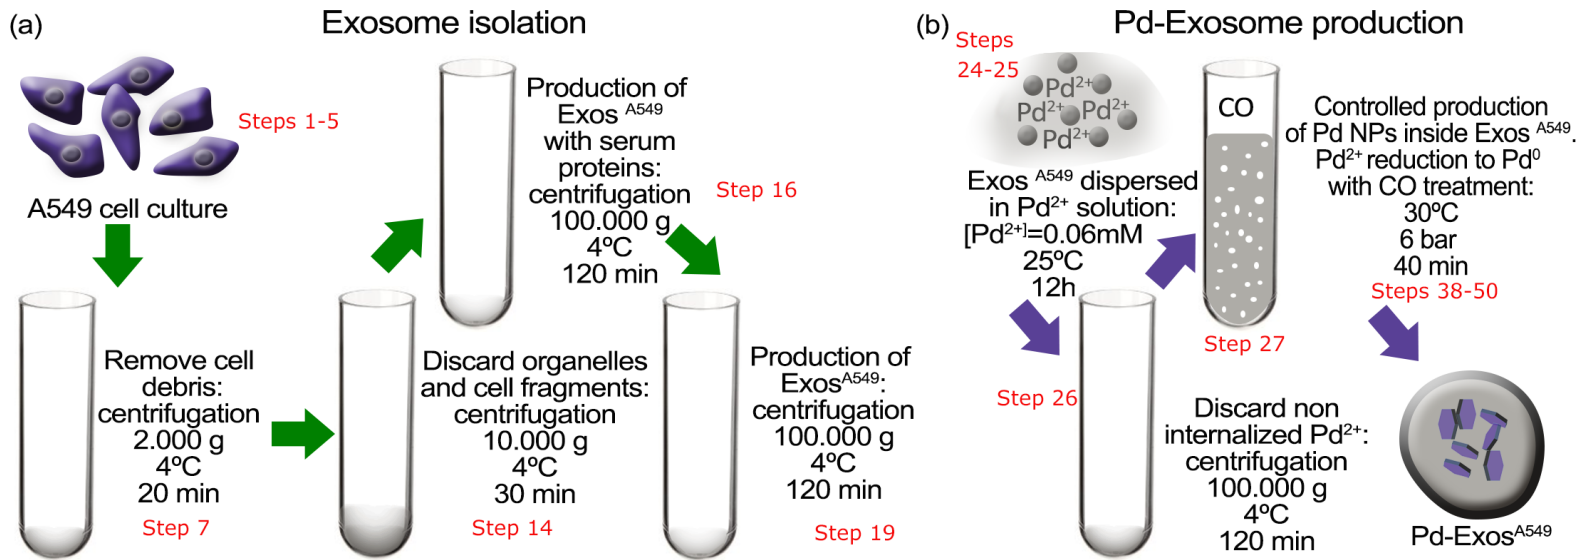 (a)
Exosome isolation
Steps 1-5
A549 cell culture
Remove cell
debris:
centrifugation
2.000 g
4ºC
20 min
Step 7
Discard organelles
and cell fragments:
centrifugation
10.000 g
4ºC
30 min
Step 14
Production of
Exos A549
with serum
proteins:
centrifugation
100.000 g
4ºC
120 min
Step 16
Production of
ExosA549:
centrifugation
100.000 g
4ºC
120 min
Step 19
(b)
Pd-Exosome production
Steps
24-25
Pd2+
Pd2+ Pd2+
Pd2+
Exos A549 dispersed
in Pd2+ solution:
[Pd2+]=0.06mM
25ºC
12h
Step 26
Discard non
internalized Pd2+:
centrifugation
100.000 g
4ºC
120 min
CO
Step 27
Controlled production
of Pd NPs inside Exos A549.
Pd2+ reduction to Pd0
with CO treatment:
30ºC
6 bar
40 min
Steps 38-50
Pd-ExosA549